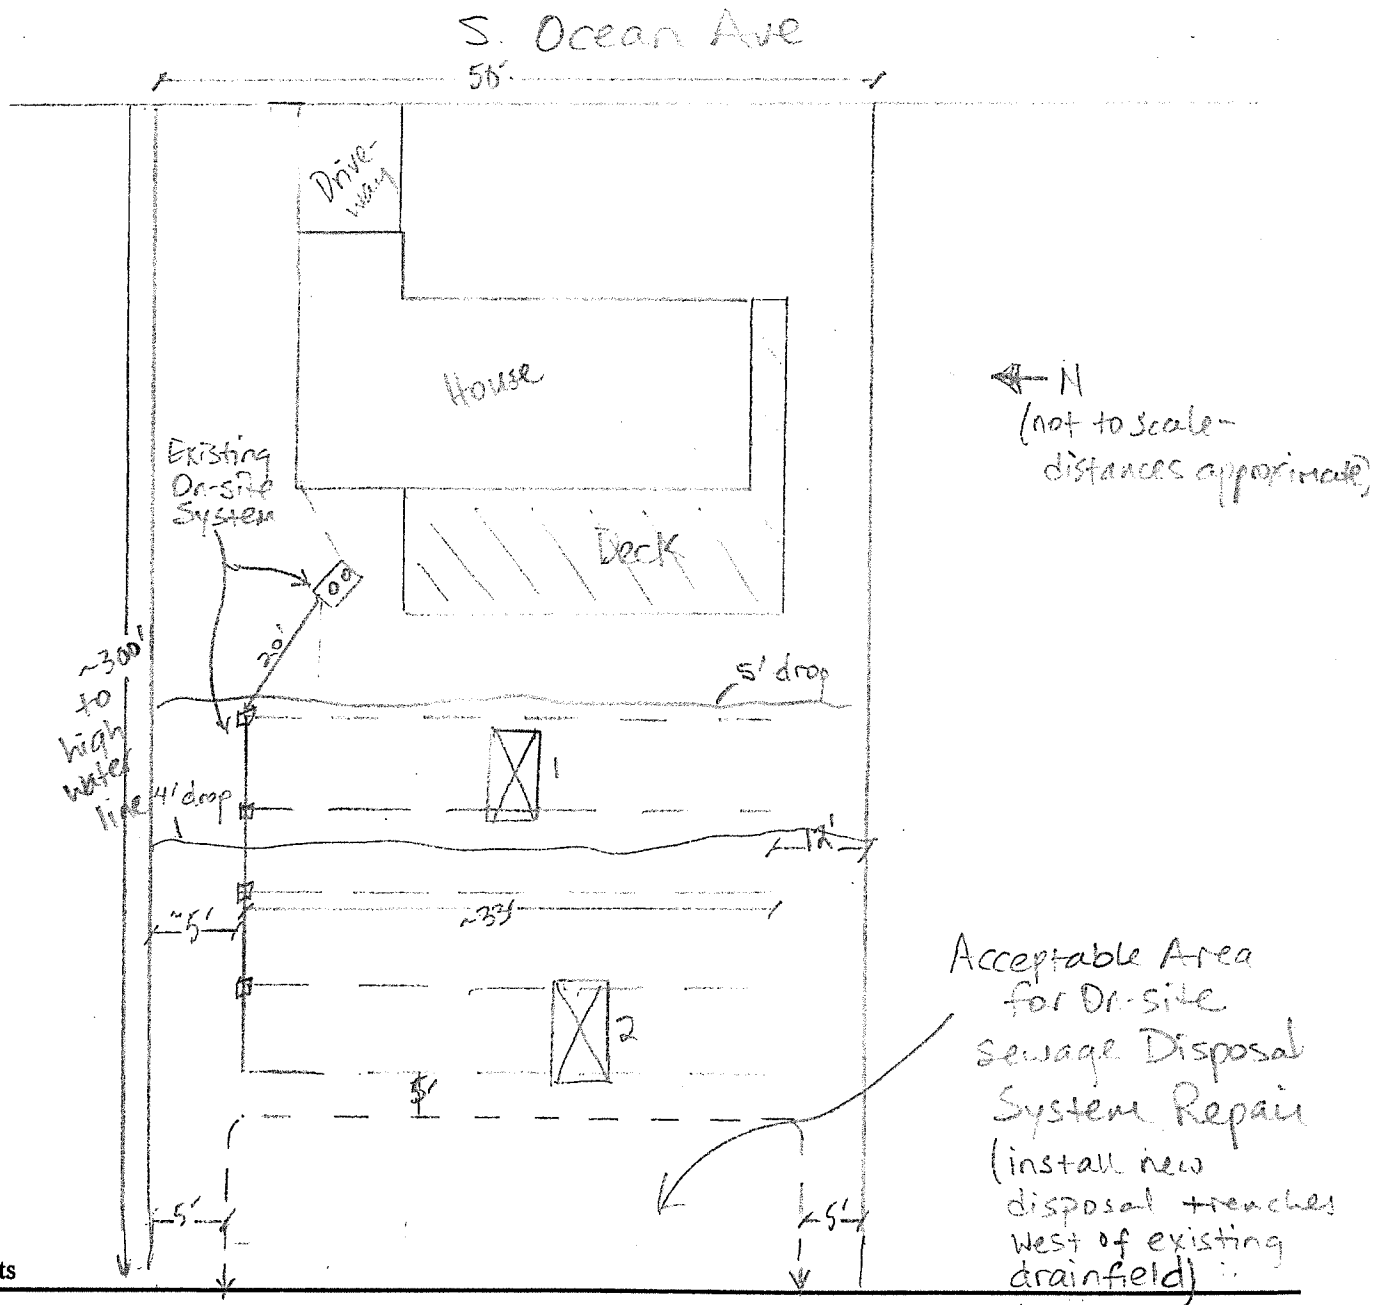 S. Ocean Ave
50'
Drive-
way
House
N
(not to scale-
distances approximate)
Existing
On-site
System
Deck
20'
~300'
to
high
water
line
5' drop
1
4' drop
12'
~5'
~33'
2
5'
Acceptable Area
for On-site
Sewage Disposal
System Repair
(install new
disposal trenches
west of existing
drainfield)
5'
5'
ts